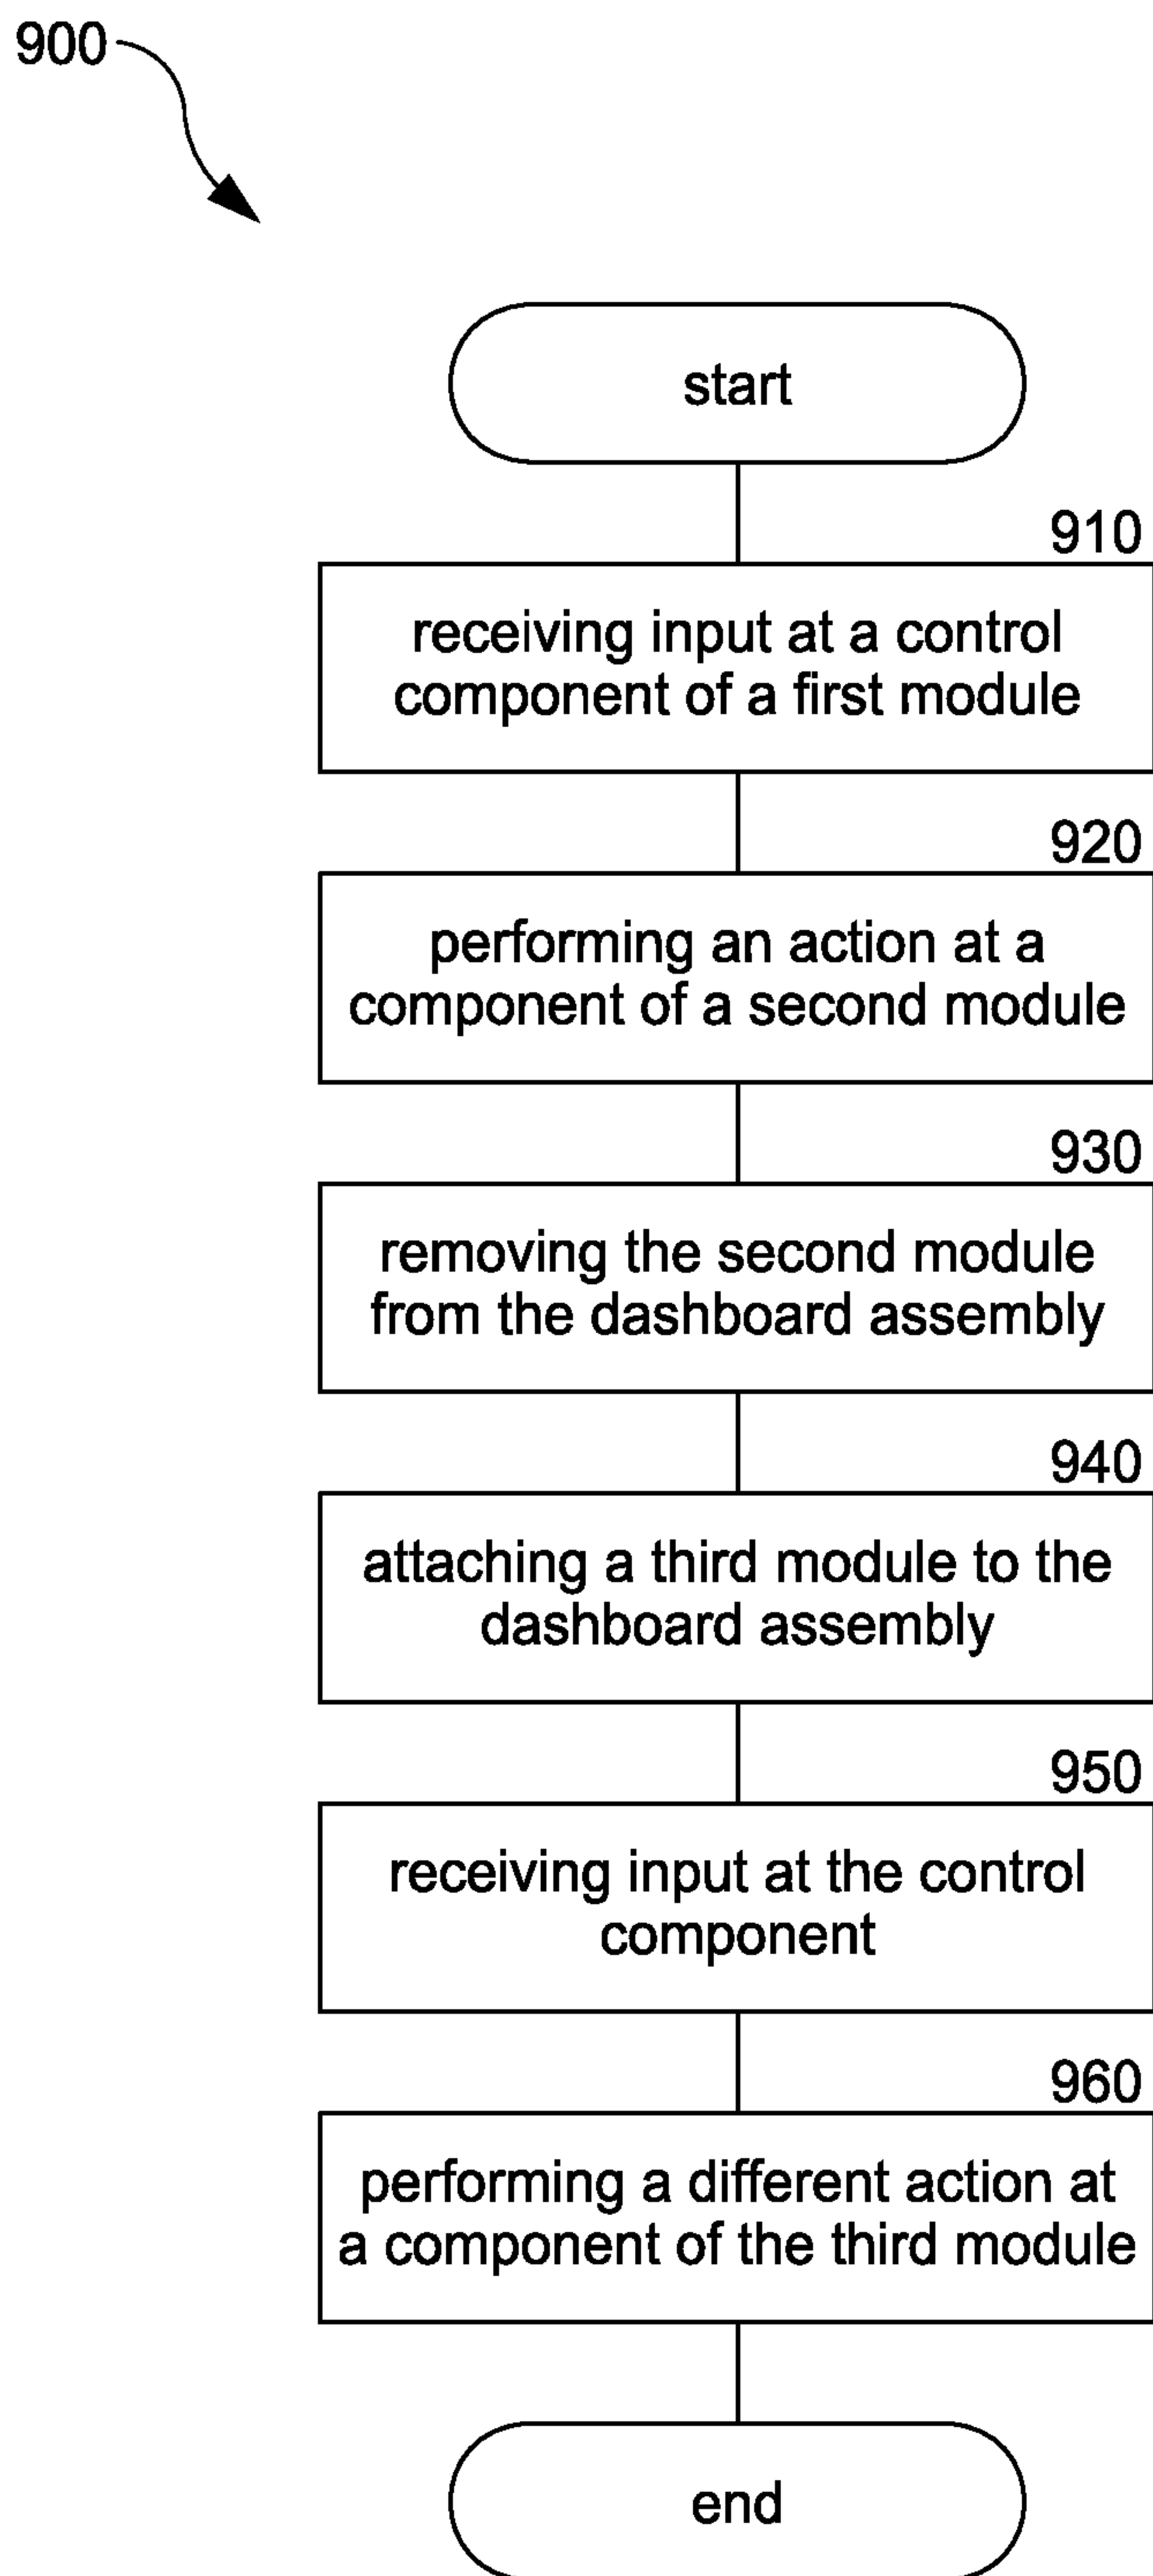 900
start
910
receiving input at a control
component of a first module
920
performing an action at a
component of a second module
930
removing the second module
from the dashboard assembly
940
attaching a third module to the
dashboard assembly
950
receiving input at the control
component
960
performing a different action at
a component of the third module
end